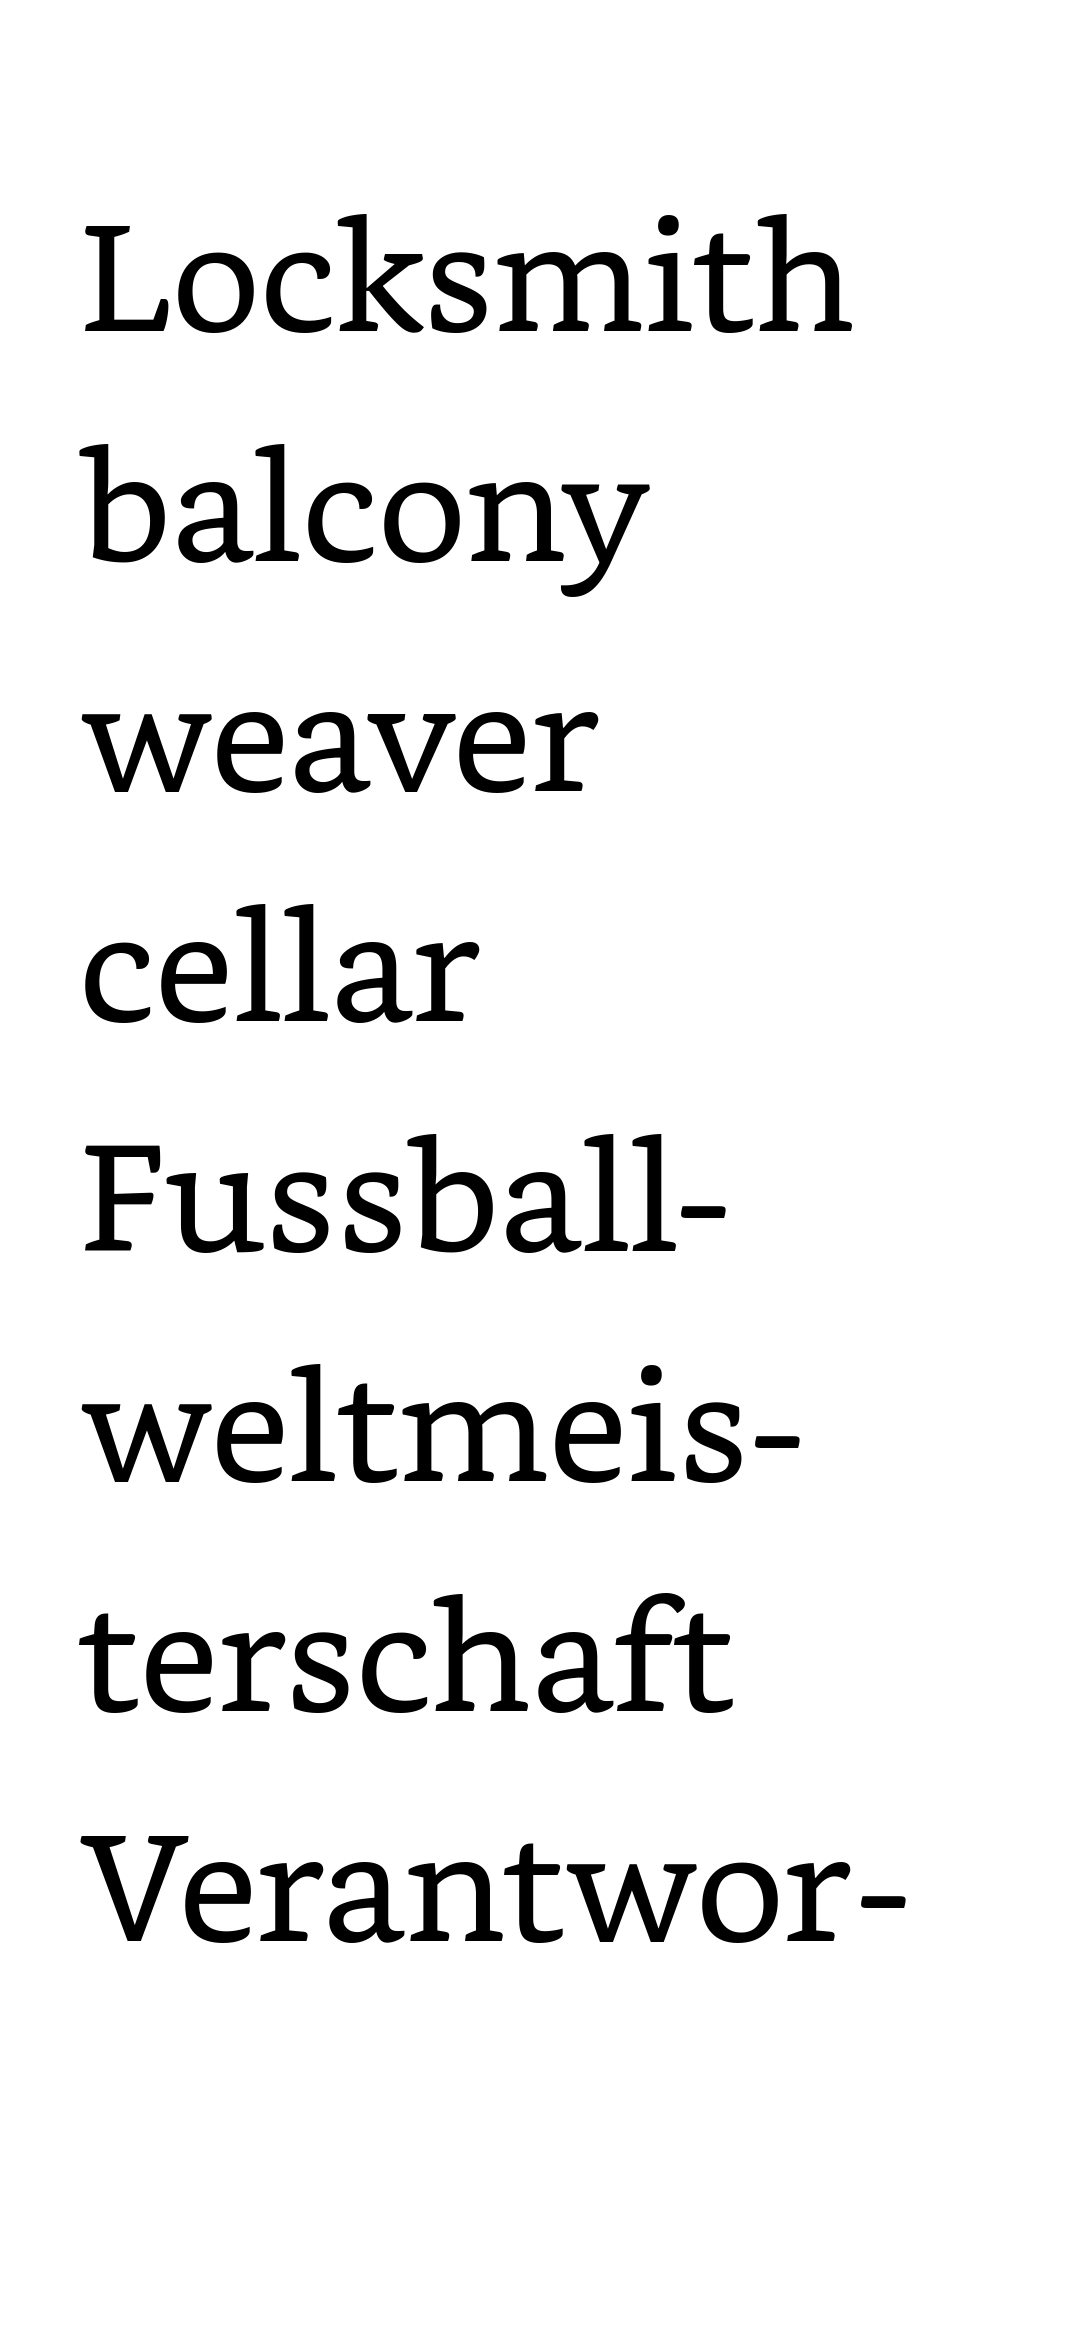 Locksmith
balcony
weaver
cellar
Fussball-
weltmeis-
terschaft
Verantwor-